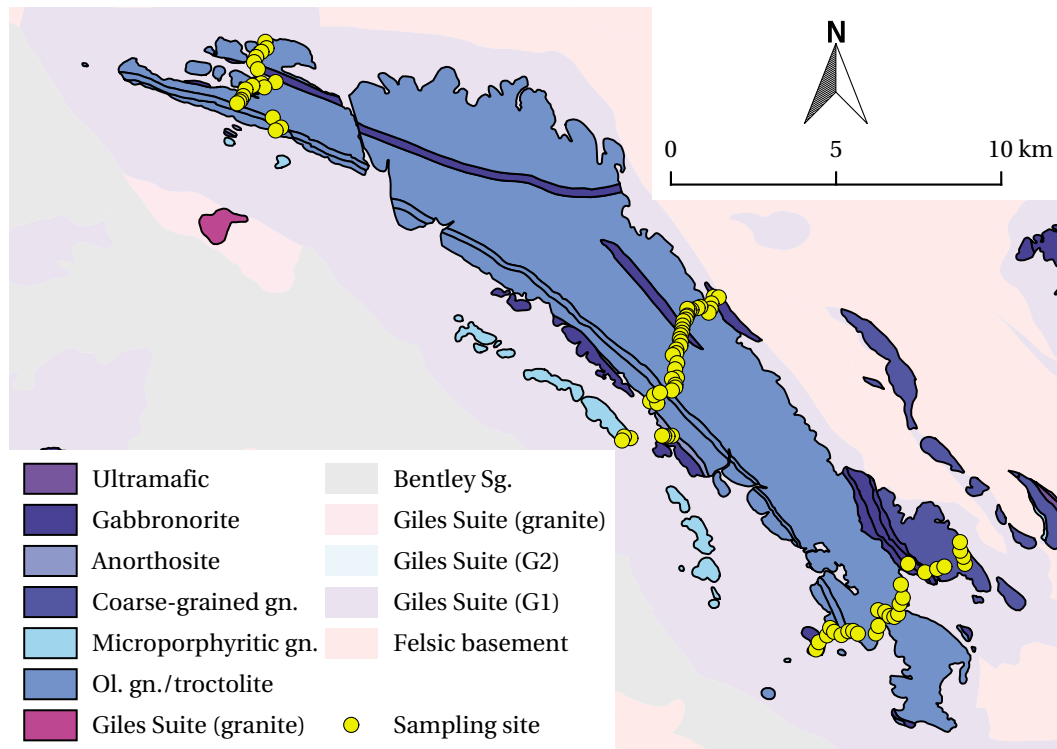 N
0 5 10 km
Ultramafic
Gabbronorite
Anorthosite
Coarse-grained gn.
Microporphyritic gn.
Ol. gn./troctolite
Giles Suite (granite)
Bentley Sg.
Giles Suite (granite)
Giles Suite (G2)
Giles Suite (G1)
Felsic basement
Sampling site